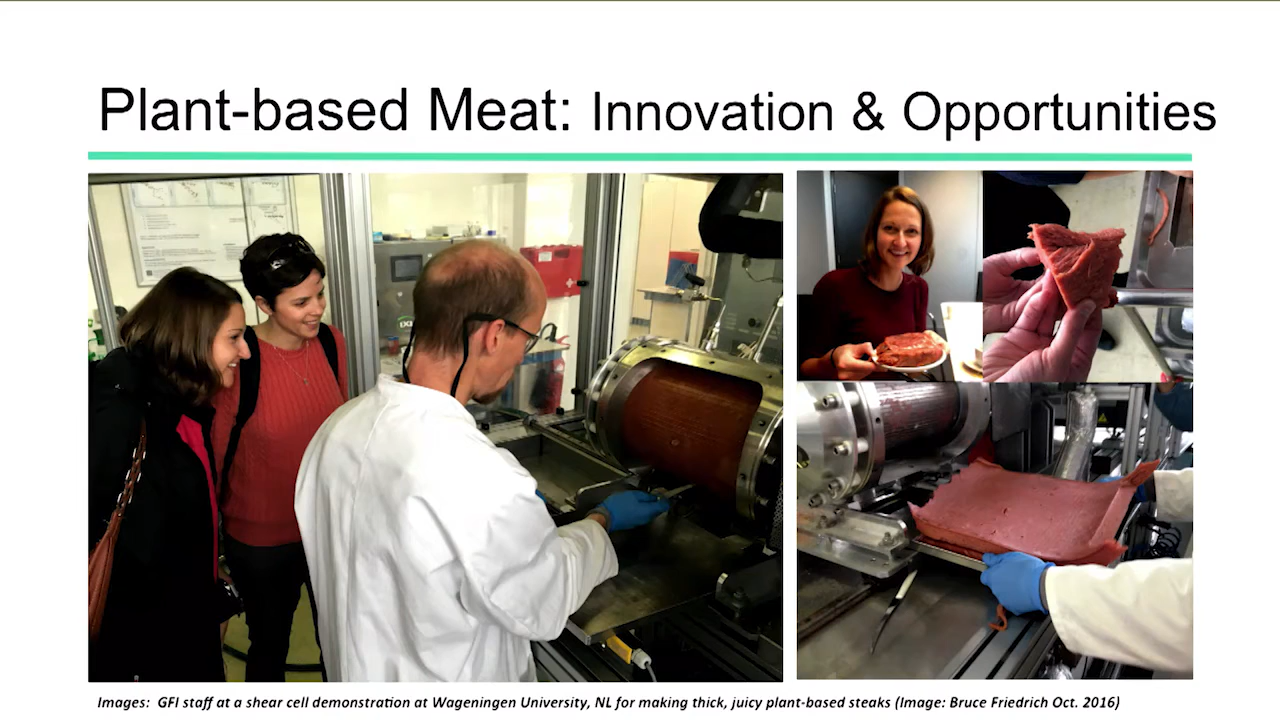 Plant-based Meat: Innovation & Opportunities
Images: GFI staff at a shear cell demonstration at Wageningen University, NL for making thick, juicy plant-based steaks (Image: Bruce Friedrich Oct. 2016)